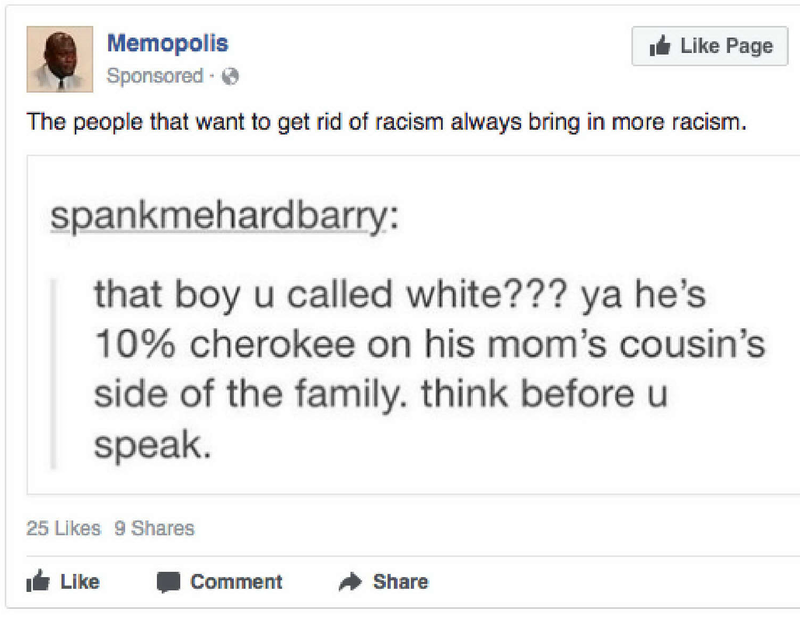 Memopolis
Like Page
Sponsored ·
The people that want to get rid of racism always bring in more racism.
spankmehardbarry:
that boy u called white??? ya he's
10% cherokee on his mom's cousin's
side of the family. think before u
speak.
25 Likes 9 Shares
Like Comment Share